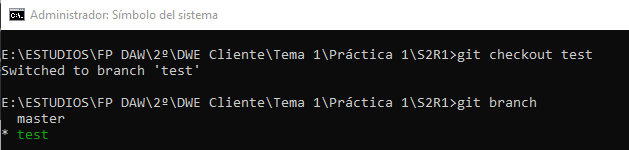 Administrador: Símbolo del sistema
E:\ESTUDIOS\FP DAW\2º\DWE Cliente\Tema 1\Práctica 1\S2R1>git checkout test
Switched to branch 'test'
E:\ESTUDIOS\FP DAW\2º\DWE Cliente\Tema 1\Práctica 1\S2R1>git branch
  master
* test